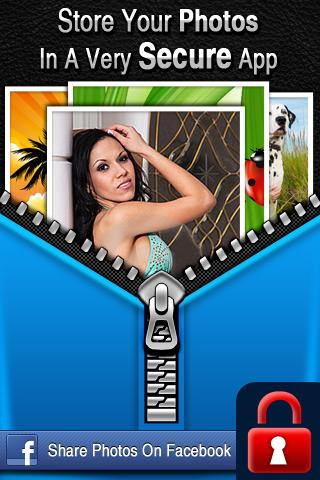 Store Your Photos
In A Very Secure App
f Share Photos On Facebook